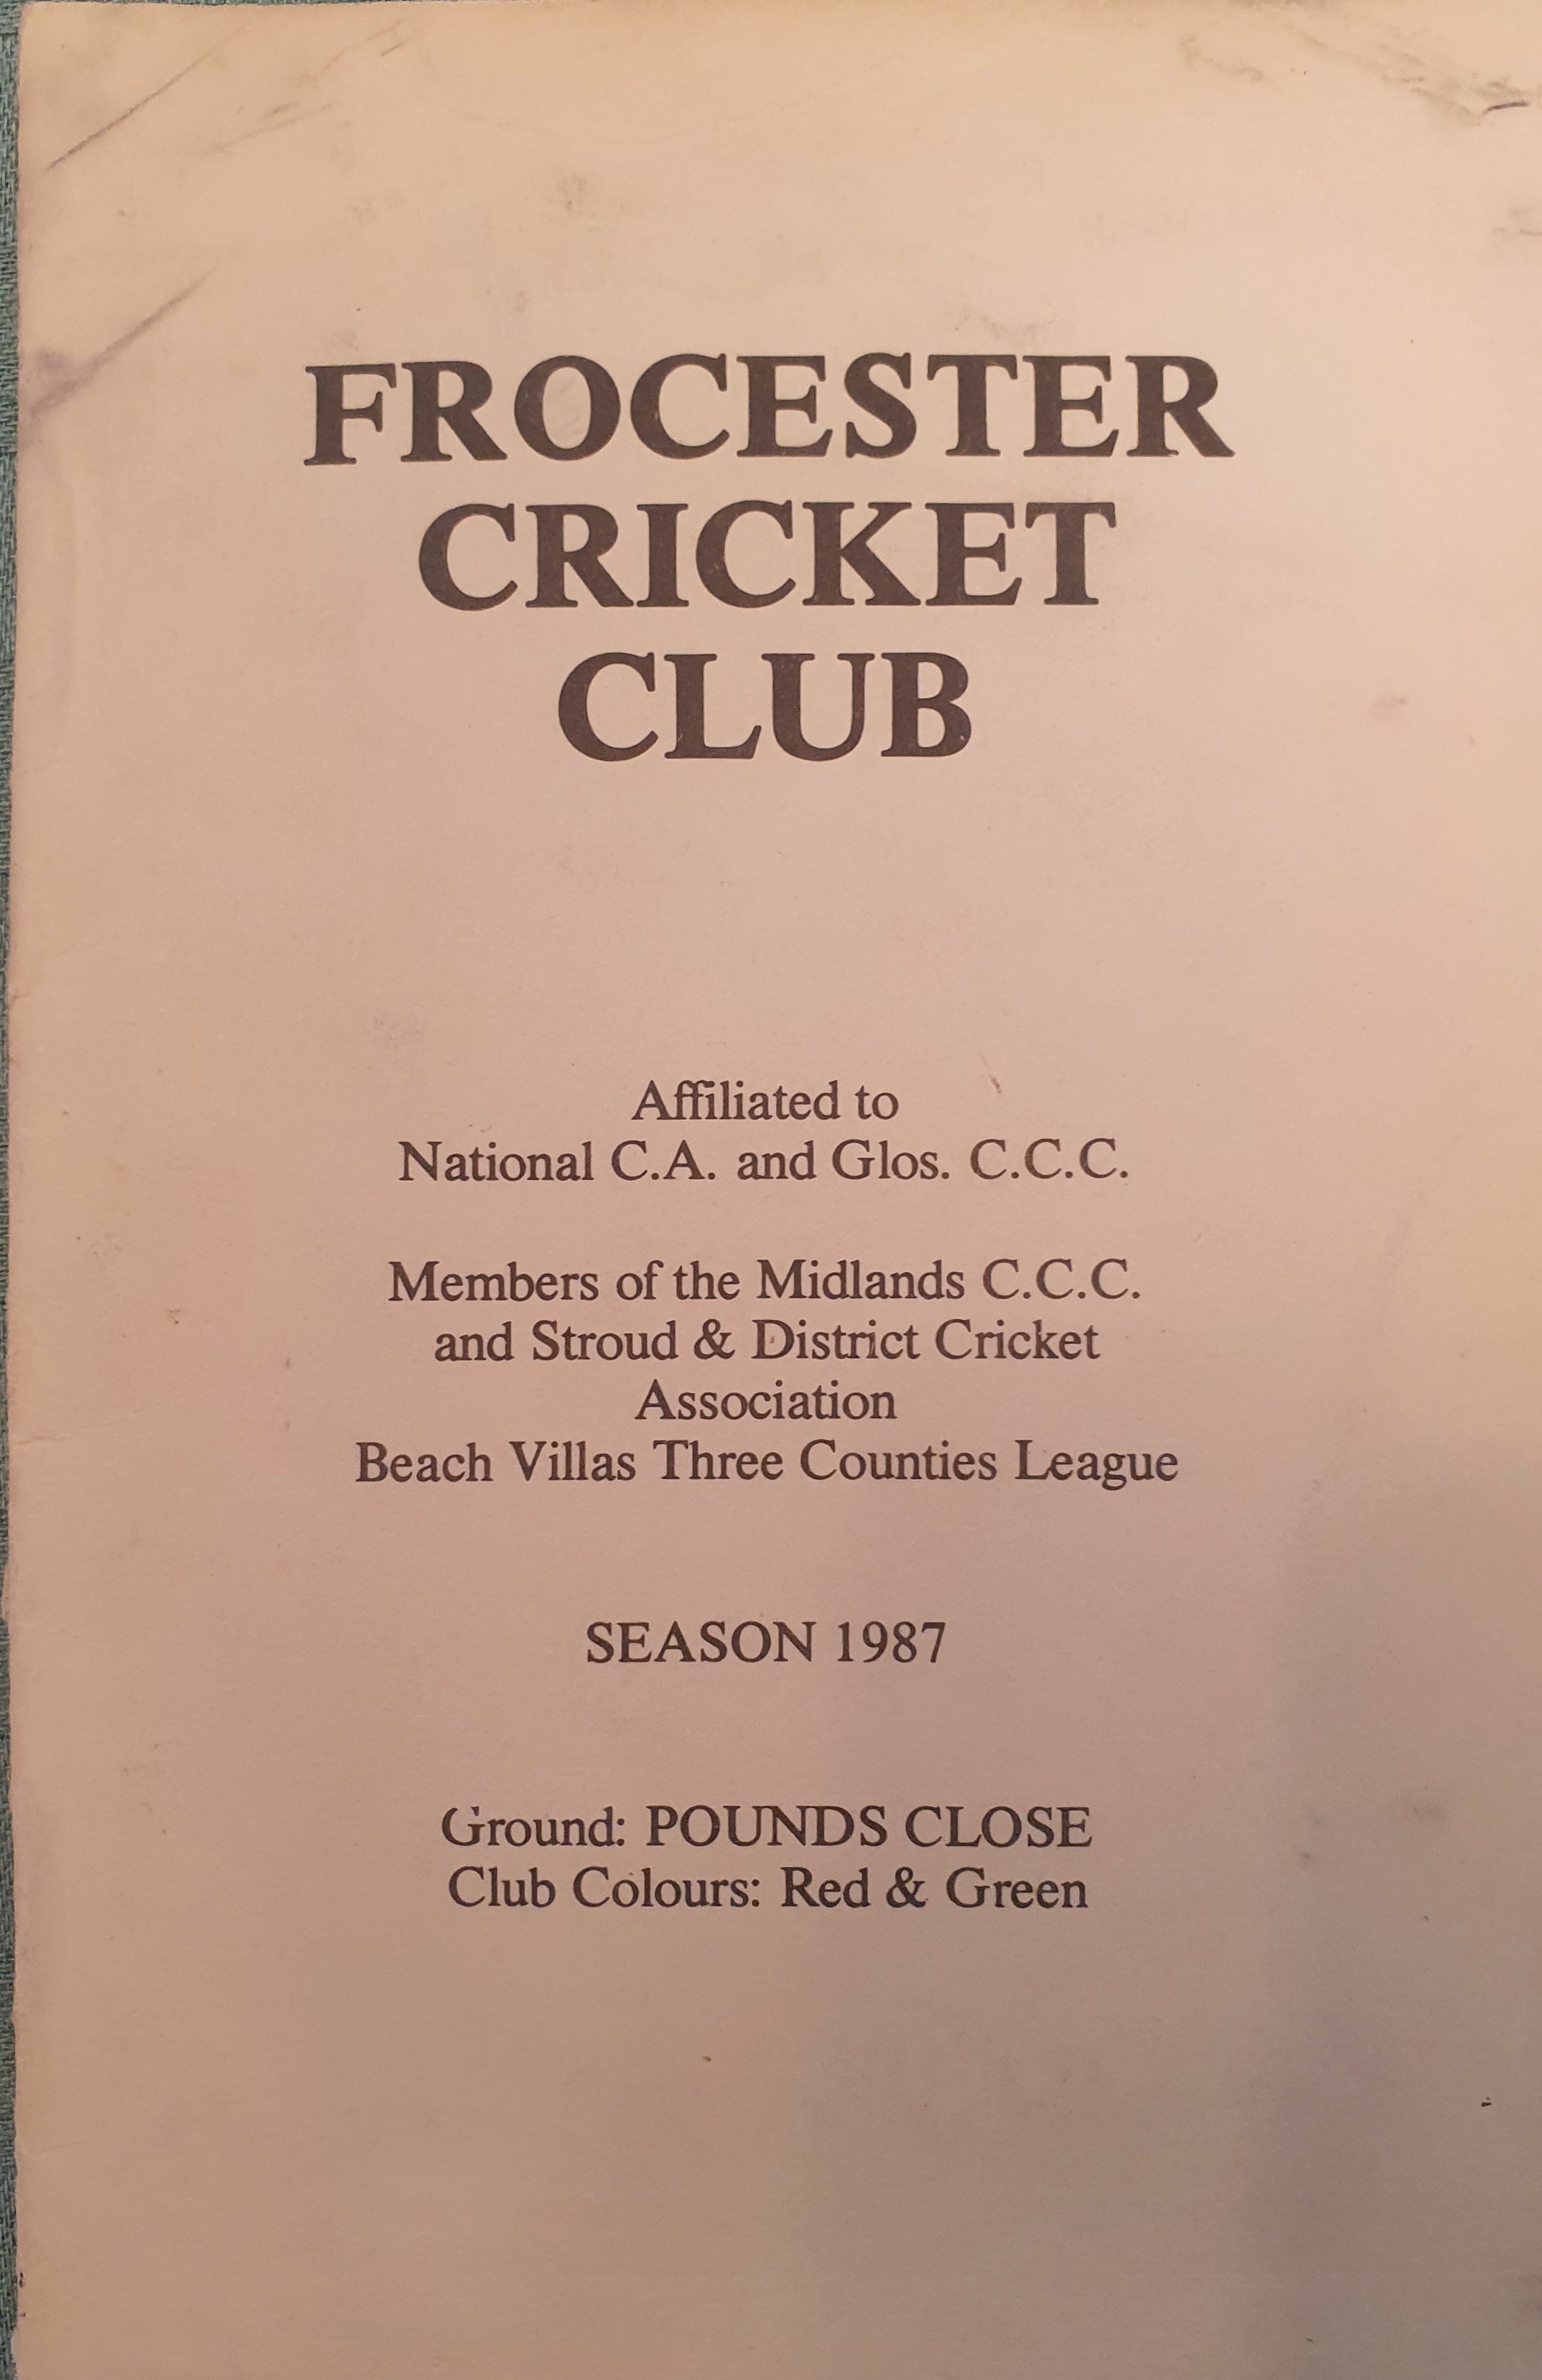 FROCESTER
CRICKET
CLUB
Affiliated to
National C.A. and Glos. C.C.C.
Members of the Midlands C.C.C.
and Stroud & District Cricket
Association
Beach Villas Three Counties League
SEASON 1987
Ground: POUNDS CLOSE
Club Colours: Red & Green